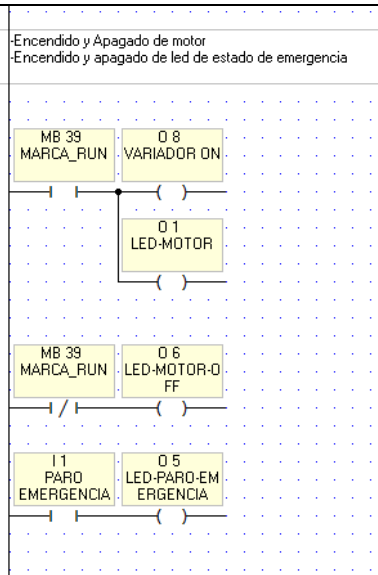 -Encendido y Apagado de motor
-Encendido y apagado de led de estado de emergencia
MB 39
MARCA_RUN
O 8
VARIADOR ON
O 1
LED-MOTOR
MB 39
MARCA_RUN
O 6
LED-MOTOR-O
FF
I 1
PARO
EMERGENCIA
O 5
LED-PARO-EM
ERGENCIA